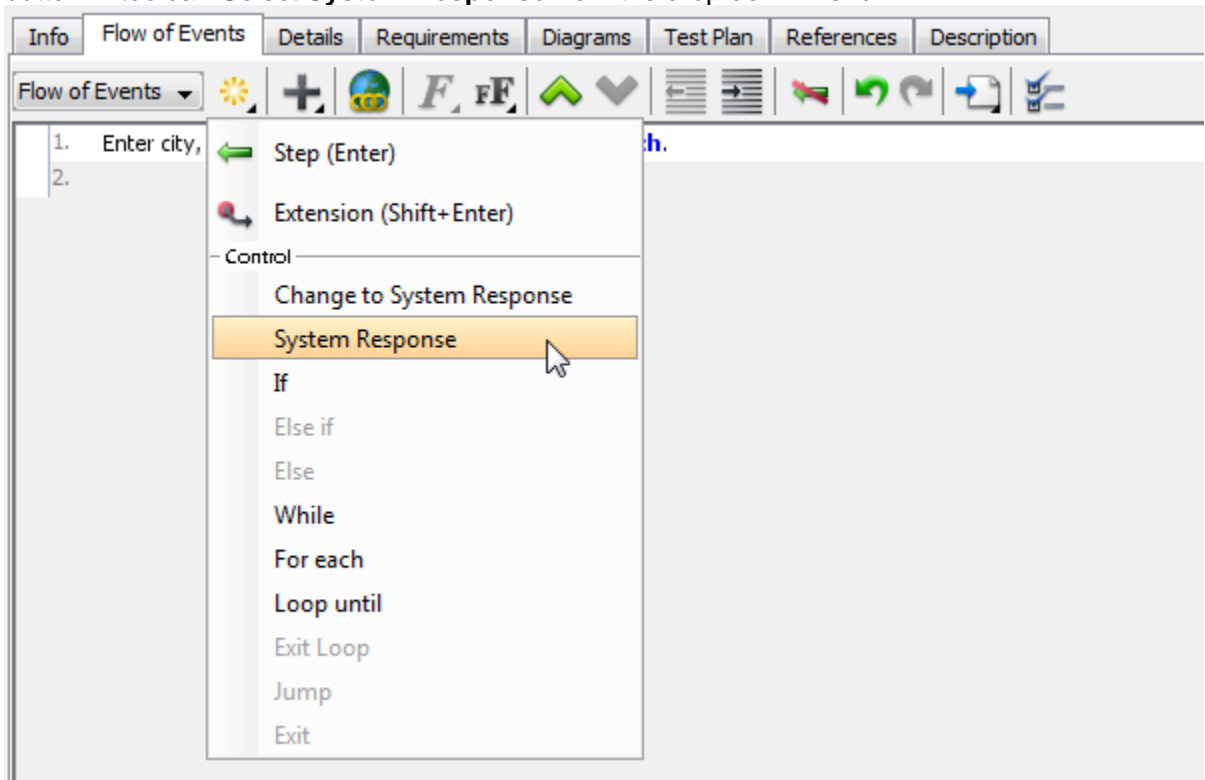 Info Flow of Events Details Requirements Diagrams Test Plan References Description
Flow of Events
1. Enter city, h.
2.
Step (Enter)
Extension (Shift+Enter)
Control
Change to System Response
System Response
If
Else if
Else
While
For each
Loop until
Exit Loop
Jump
Exit